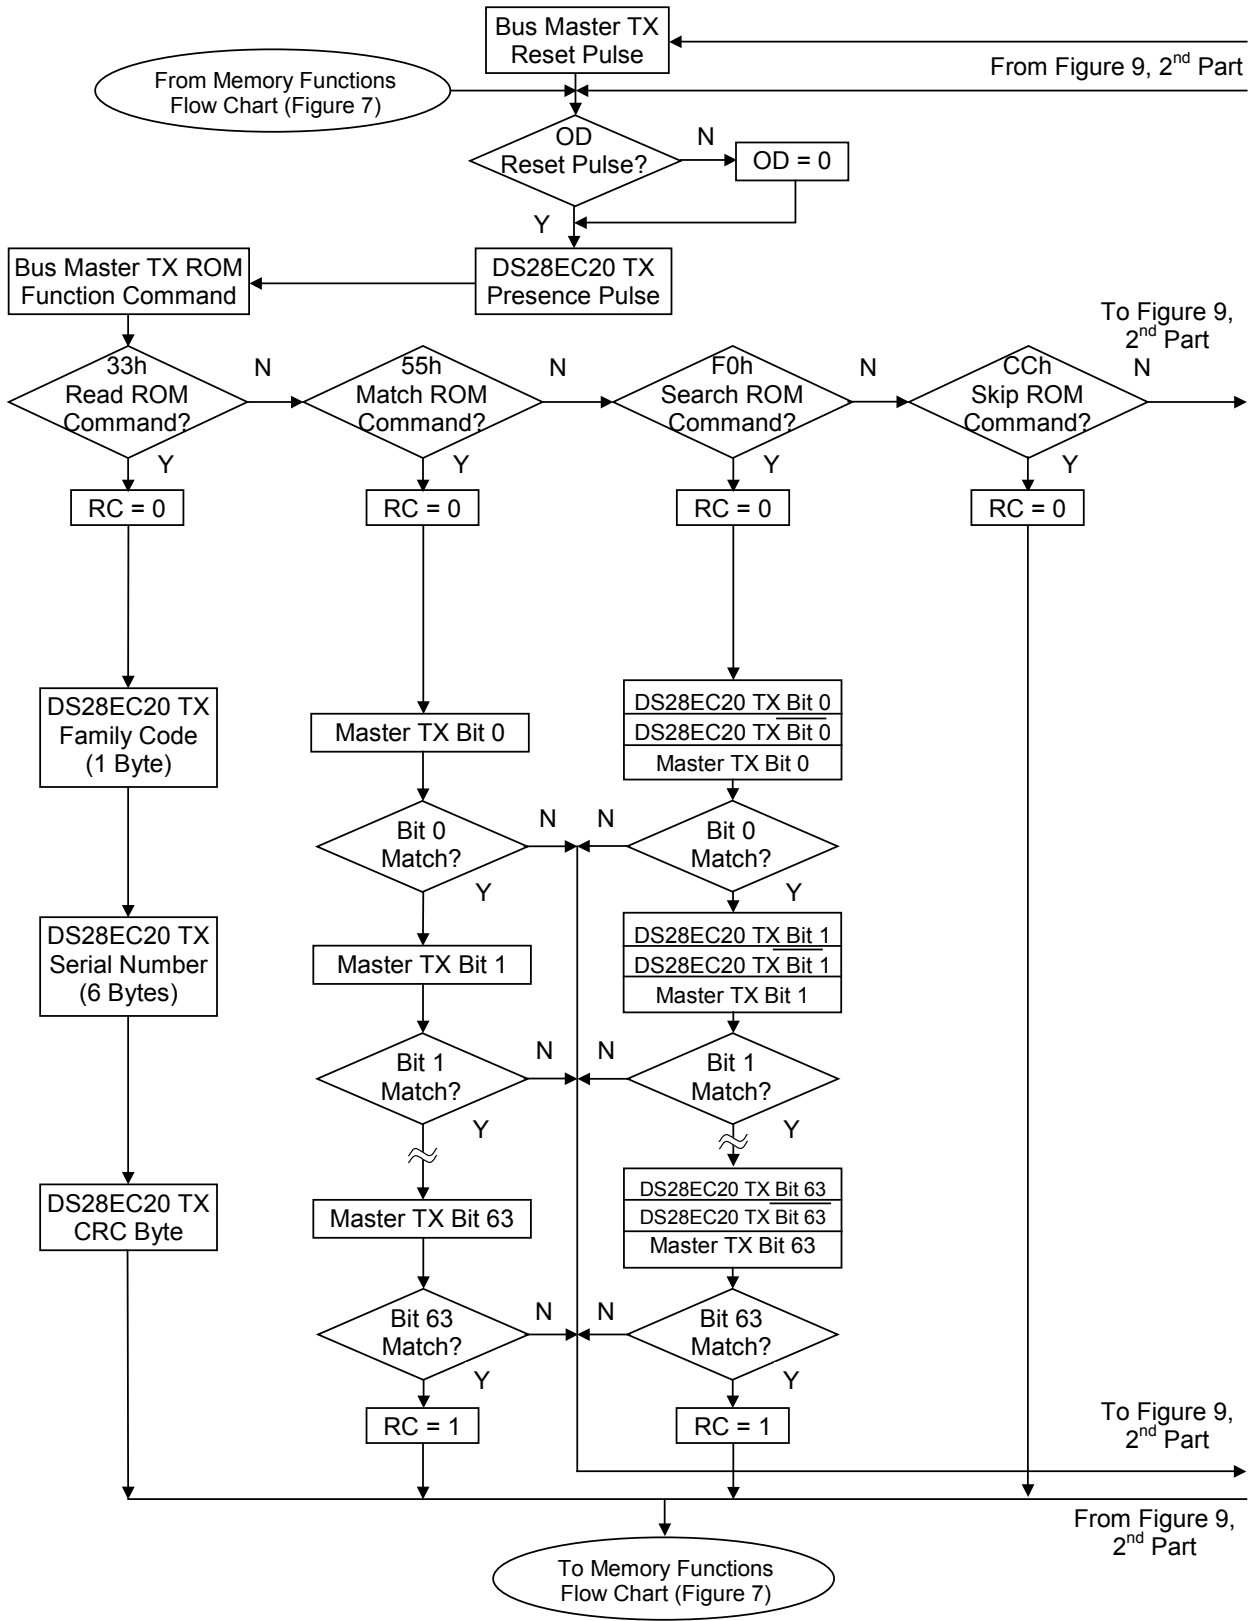 Bus Master TX
Reset Pulse
From Figure 9, 2nd Part
From Memory Functions
Flow Chart (Figure 7)
OD
Reset Pulse?
N
OD = 0
Y
Bus Master TX ROM
Function Command
DS28EC20 TX
Presence Pulse
To Figure 9,
2nd Part
33h
Read ROM
Command?
N
Y
55h
Match ROM
Command?
N
Y
F0h
Search ROM
Command?
N
Y
CCh
Skip ROM
Command?
N
Y
RC = 0
RC = 0
RC = 0
RC = 0
DS28EC20 TX
Family Code
(1 Byte)
DS28EC20 TX
Serial Number
(6 Bytes)
DS28EC20 TX
CRC Byte
Master TX Bit 0
Bit 0
Match?
N
Y
Master TX Bit 1
Bit 1
Match?
N
Y
Master TX Bit 63
Bit 63
Match?
N
Y
RC = 1
DS28EC20 TX Bit 0
DS28EC20 TX Bit 0
Master TX Bit 0
Bit 0
Match?
N
Y
DS28EC20 TX Bit 1
DS28EC20 TX Bit 1
Master TX Bit 1
Bit 1
Match?
N
Y
DS28EC20 TX Bit 63
DS28EC20 TX Bit 63
Master TX Bit 63
Bit 63
Match?
N
Y
RC = 1
To Figure 9,
2nd Part
From Figure 9,
2nd Part
To Memory Functions
Flow Chart (Figure 7)